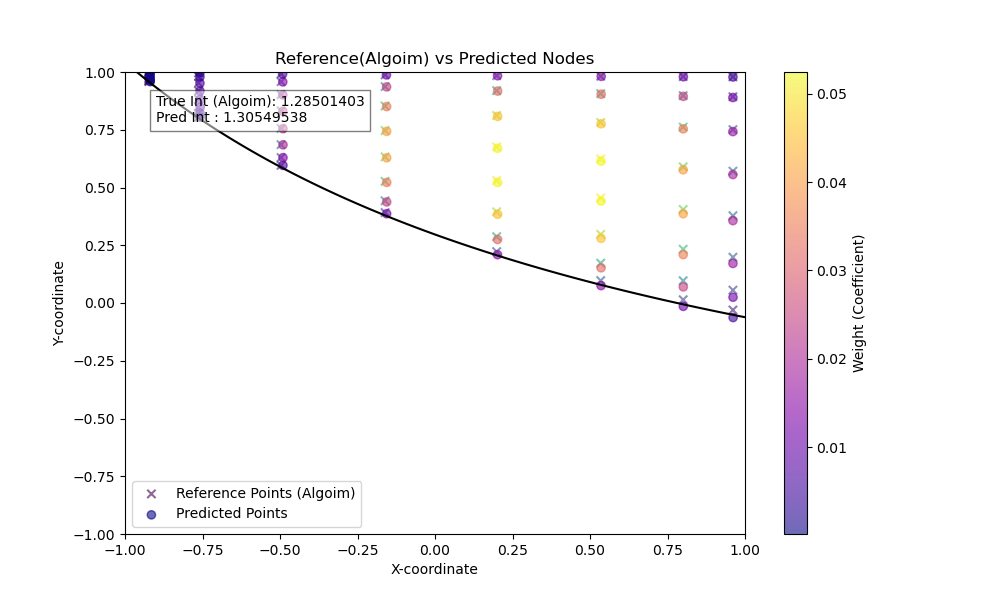 Reference(Algoim) vs Predicted Nodes
True Int (Algoim): 1.28501403
Pred Int : 1.30549538
1.00
0.75
0.50
0.25
0.00
−0.25
−0.50
−0.75
−1.00
Y-coordinate
Reference Points (Algoim)
Predicted Points
−1.00 −0.75 −0.50 −0.25 0.00 0.25 0.50 0.75 1.00
X-coordinate
0.05
0.04
0.03
0.02
0.01
Weight (Coefficient)